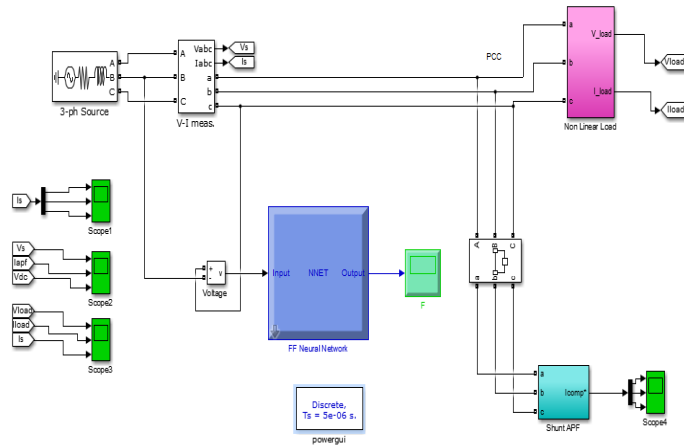 Vabc
Iabc
Vs
Is
A
B
C
A
B
C
a
b
c
3-ph Source
V-I meas.
PCC
a
b
c
V_load
I_load
Non Linear Load
Vload
Iload
Is
Scope1
Vs
Iapf
Vdc
Scope2
Vload
Iload
Is
Scope3
+
-
v
Voltage
Input
NNET
Output
FF Neural Network
F
A
B
C
a
b
c
Discrete,
Ts = 5e-06 s.
powergui
a
b
c
Icomp*
Shunt APF
Scope4